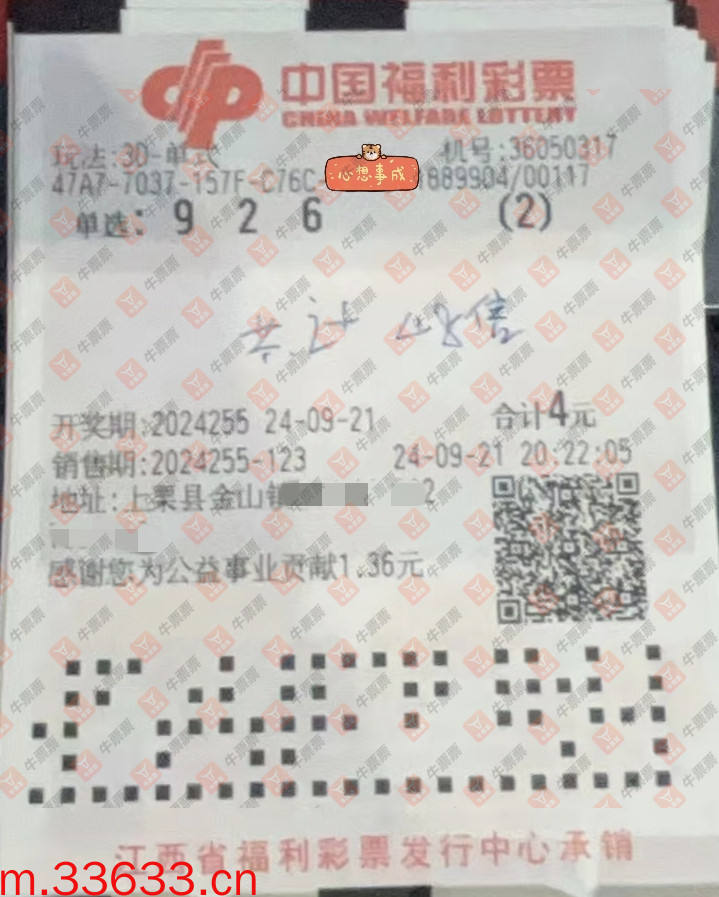 中国福利彩票
CHINA WELFARE LOTTERY
玩法:3D-单式 机号:36050317
47A7-7037-157F-C76C- 889904/00117
心想事成
单选: 9 2 6 (2)
倍
开奖期:2024255 24-09-21 合计4元
销售期:2024255-123 24-09-21 20:22:05
地址:上栗县金山镇 2
感谢您为公益事业贡献1.36元
江西省福利彩票发行中心承销
m.33633.cn
牛票票